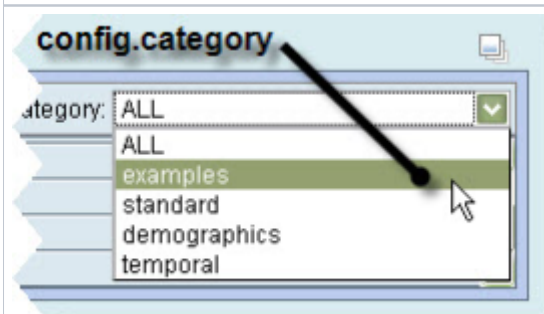 config.category
ategory: ALL
ALL
examples
standard
demographics
temporal